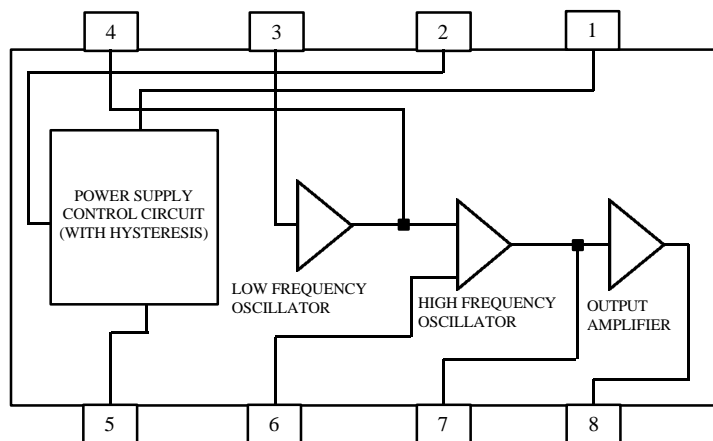 4
3
2
1
POWER SUPPLY
CONTROL CIRCUIT
(WITH HYSTERESIS)
LOW FREQUENCY
OSCILLATOR
HIGH FREQUENCY
OSCILLATOR
OUTPUT
AMPLIFIER
5
6
7
8